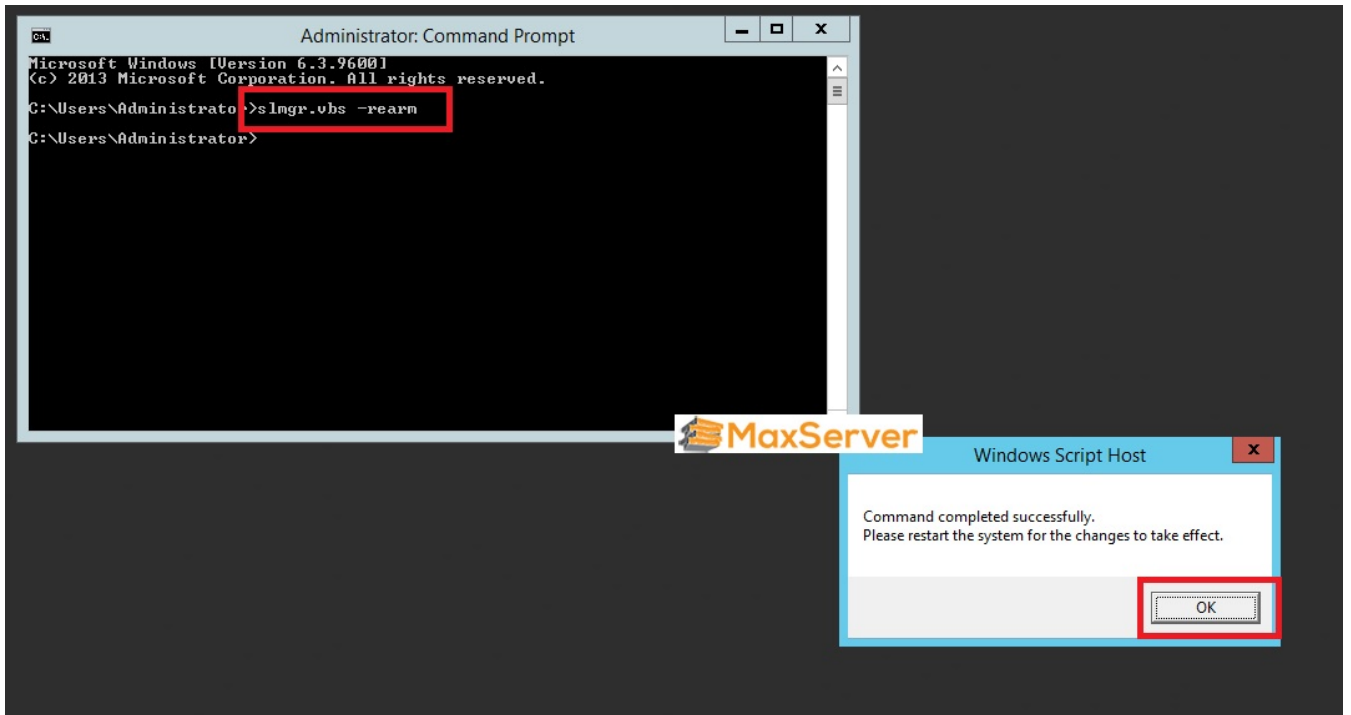 Administrator: Command Prompt
Microsoft Windows [Version 6.3.9600]
(c) 2013 Microsoft Corporation. All rights reserved.
C:\Users\Administrator>slmgr.vbs -rearm
C:\Users\Administrator>
MaxServer
Windows Script Host
Command completed successfully.
Please restart the system for the changes to take effect.
OK